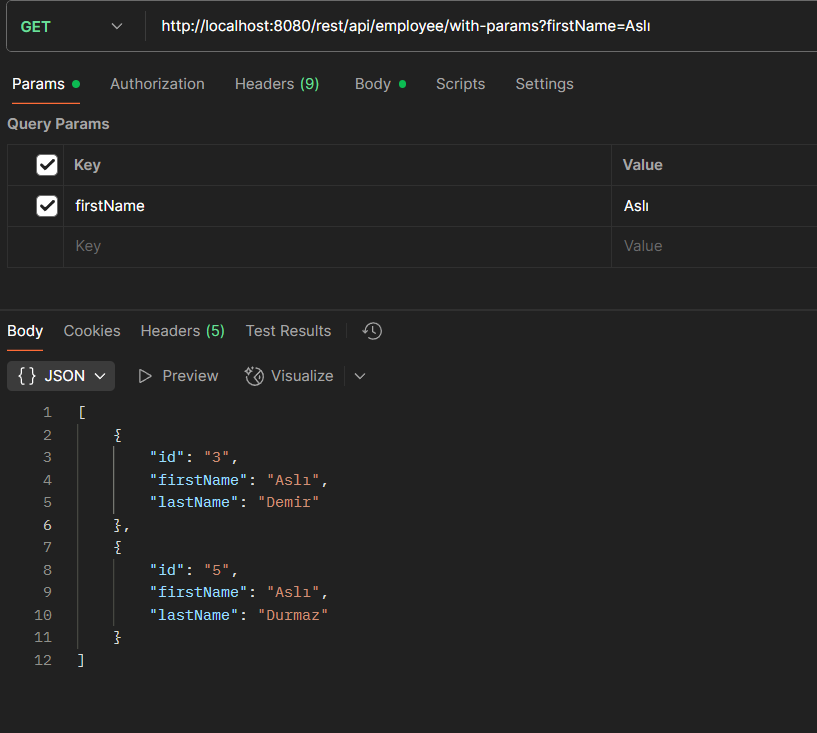 GET http://localhost:8080/rest/api/employee/with-params?firstName=Aslı
Params Authorization Headers (9) Body Scripts Settings
Query Params
Key Value
firstName Aslı
Key Value
Body Cookies Headers (5) Test Results
{} JSON Preview Visualize
1 [
2 {
3 "id": "3",
4 "firstName": "Aslı",
5 "lastName": "Demir"
6 },
7 {
8 "id": "5",
9 "firstName": "Aslı",
10 "lastName": "Durmaz"
11 }
12 ]